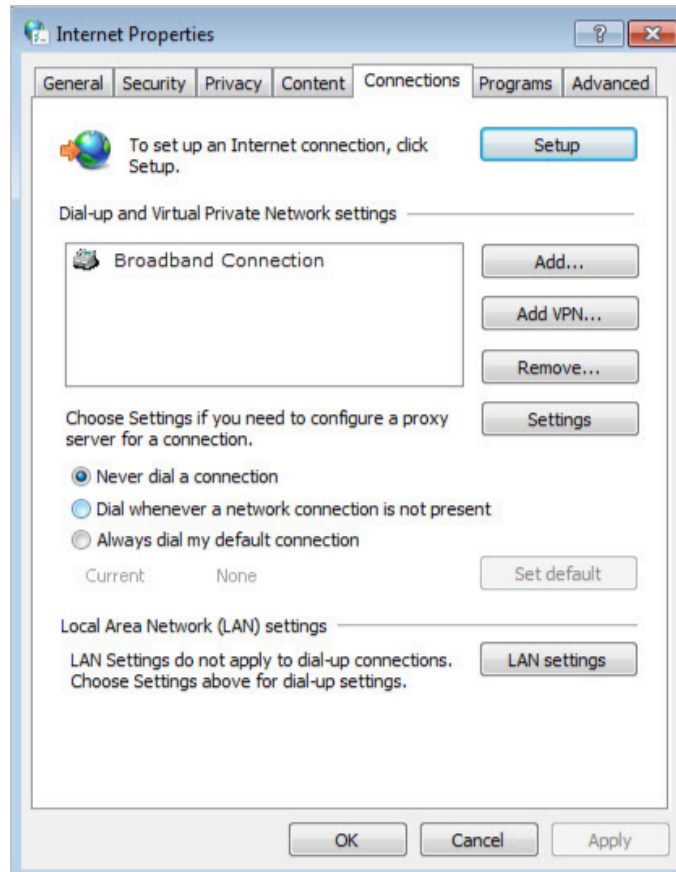 Internet Properties
General Security Privacy Content Connections Programs Advanced
To set up an Internet connection, click
Setup.
Setup
Dial-up and Virtual Private Network settings
Broadband Connection
Add...
Add VPN...
Remove...
Choose Settings if you need to configure a proxy
server for a connection.
Settings
Never dial a connection
Dial whenever a network connection is not present
Always dial my default connection
Current None
Set default
Local Area Network (LAN) settings
LAN Settings do not apply to dial-up connections.
Choose Settings above for dial-up settings.
LAN settings
OK Cancel Apply